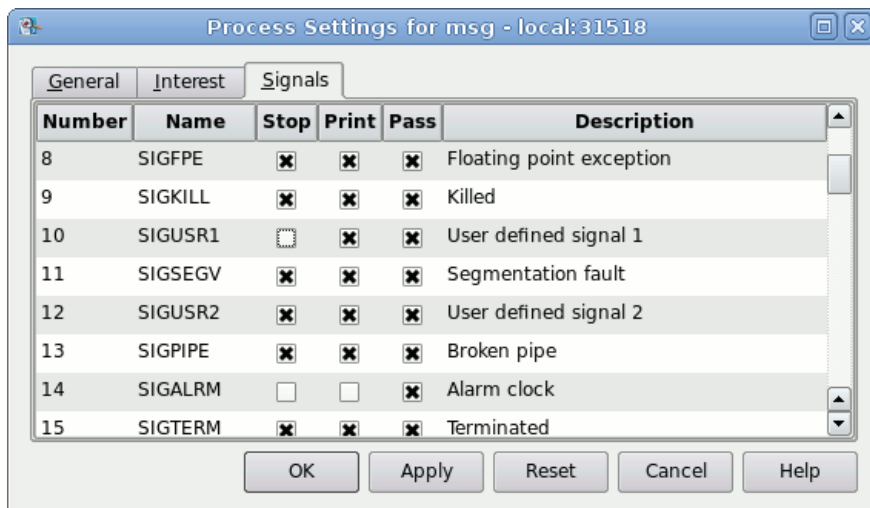 Process Settings for msg - local:31518
General Interest Signals
Number Name Stop Print Pass Description
8 SIGFPE Floating point exception
9 SIGKILL Killed
10 SIGUSR1 User defined signal 1
11 SIGSEGV Segmentation fault
12 SIGUSR2 User defined signal 2
13 SIGPIPE Broken pipe
14 SIGALRM Alarm clock
15 SIGTERM Terminated
OK Apply Reset Cancel Help